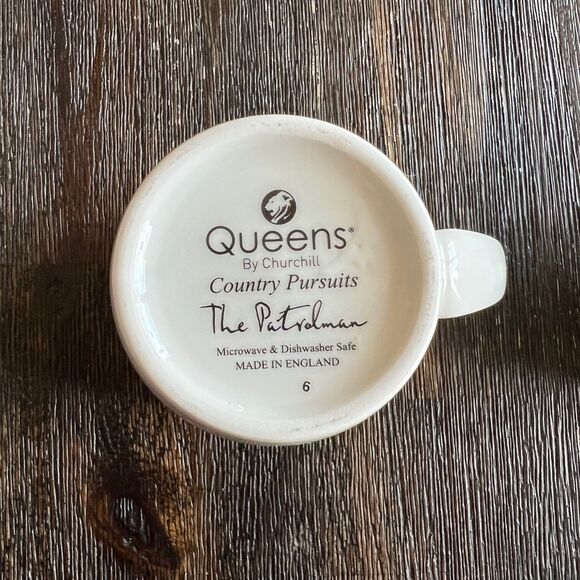 Queens®
By Churchill
Country Pursuits
The Patrolman
Microwave & Dishwasher Safe
MADE IN ENGLAND
6